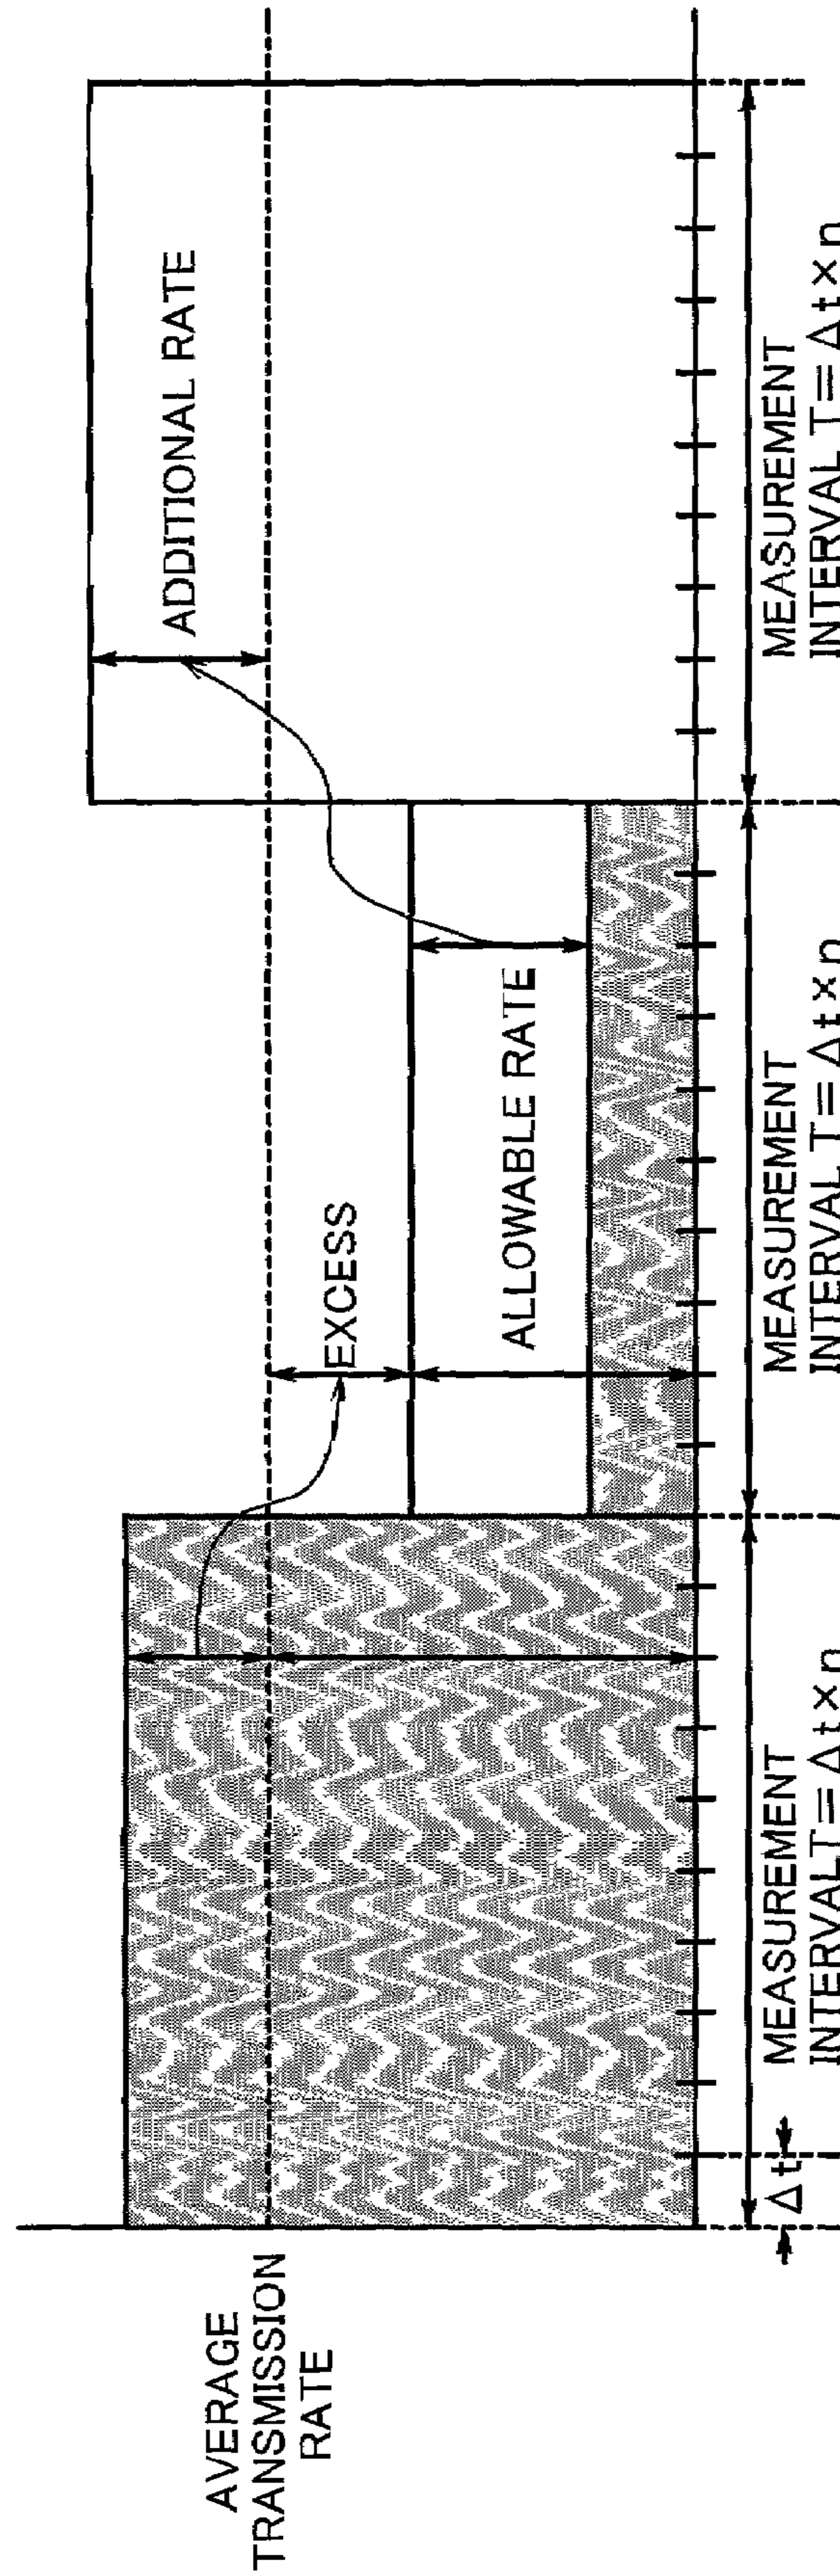 AVERAGE
TRANSMISSION
RATE
EXCESS
ALLOWABLE RATE
ADDITIONAL RATE
Δt
MEASUREMENT
INTERVAL T=Δt×n
MEASUREMENT
INTERVAL T=Δt×n
MEASUREMENT
INTERVAL T=Δt×n